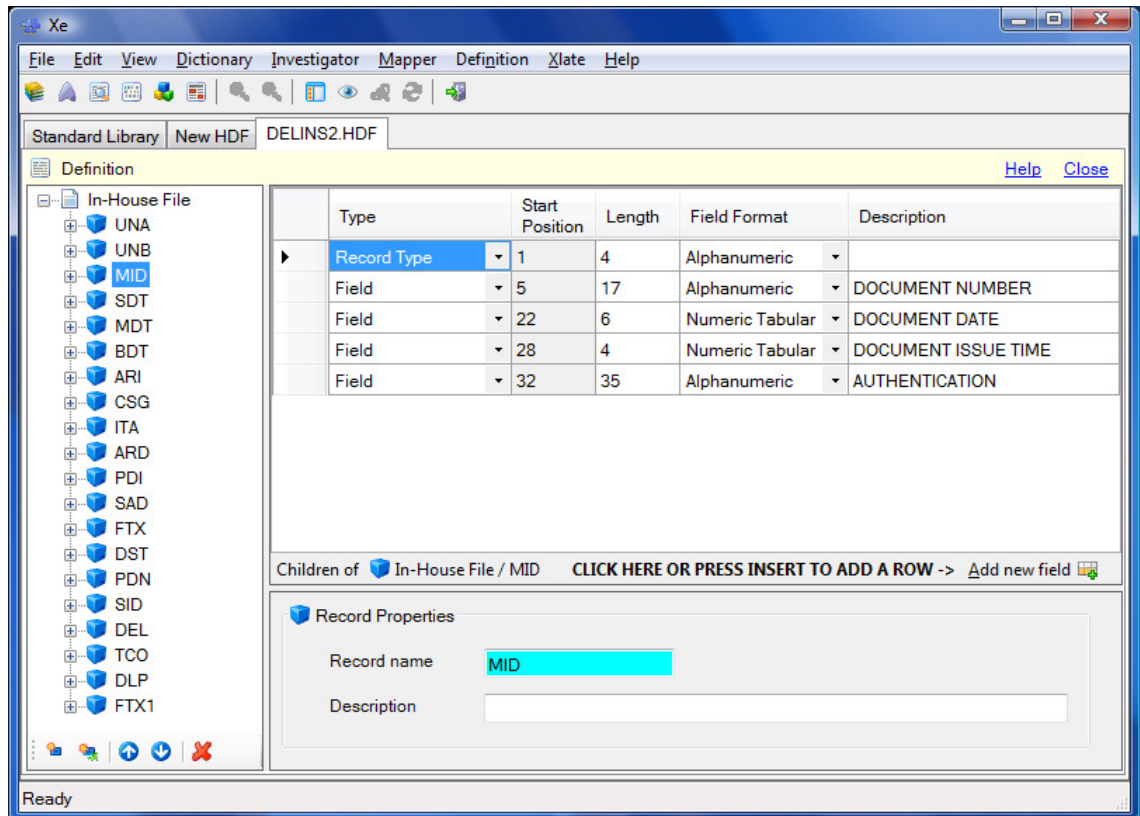 Xe
File Edit View Dictionary Investigator Mapper Definition Xlate Help
Standard Library New HDF DELINS2.HDF
Definition Help Close
In-House File
UNA
UNB
MID
SDT
MDT
BDT
ARI
CSG
ITA
ARD
PDI
SAD
FTX
DST
PDN
SID
DEL
TCO
DLP
FTX1
Type Start Position Length Field Format Description
Record Type 1 4 Alphanumeric
Field 5 17 Alphanumeric DOCUMENT NUMBER
Field 22 6 Numeric Tabular DOCUMENT DATE
Field 28 4 Numeric Tabular DOCUMENT ISSUE TIME
Field 32 35 Alphanumeric AUTHENTICATION
Children of In-House File / MID CLICK HERE OR PRESS INSERT TO ADD A ROW -> Add new field
Record Properties
Record name MID
Description
Ready